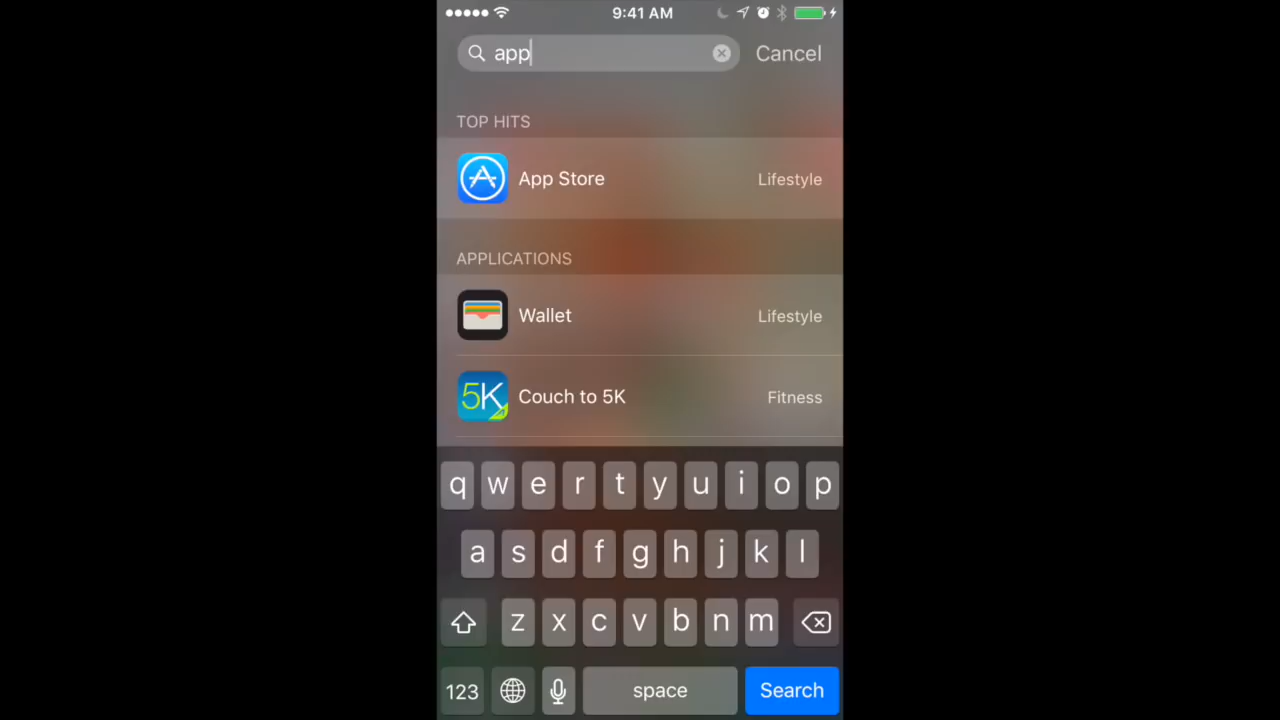 9:41 AM
app
Cancel
TOP HITS
App Store Lifestyle
APPLICATIONS
Wallet Lifestyle
5K Couch to 5K Fitness
q w e r t y u i o p
a s d f g h j k l
z x c v b n m
123 space Search